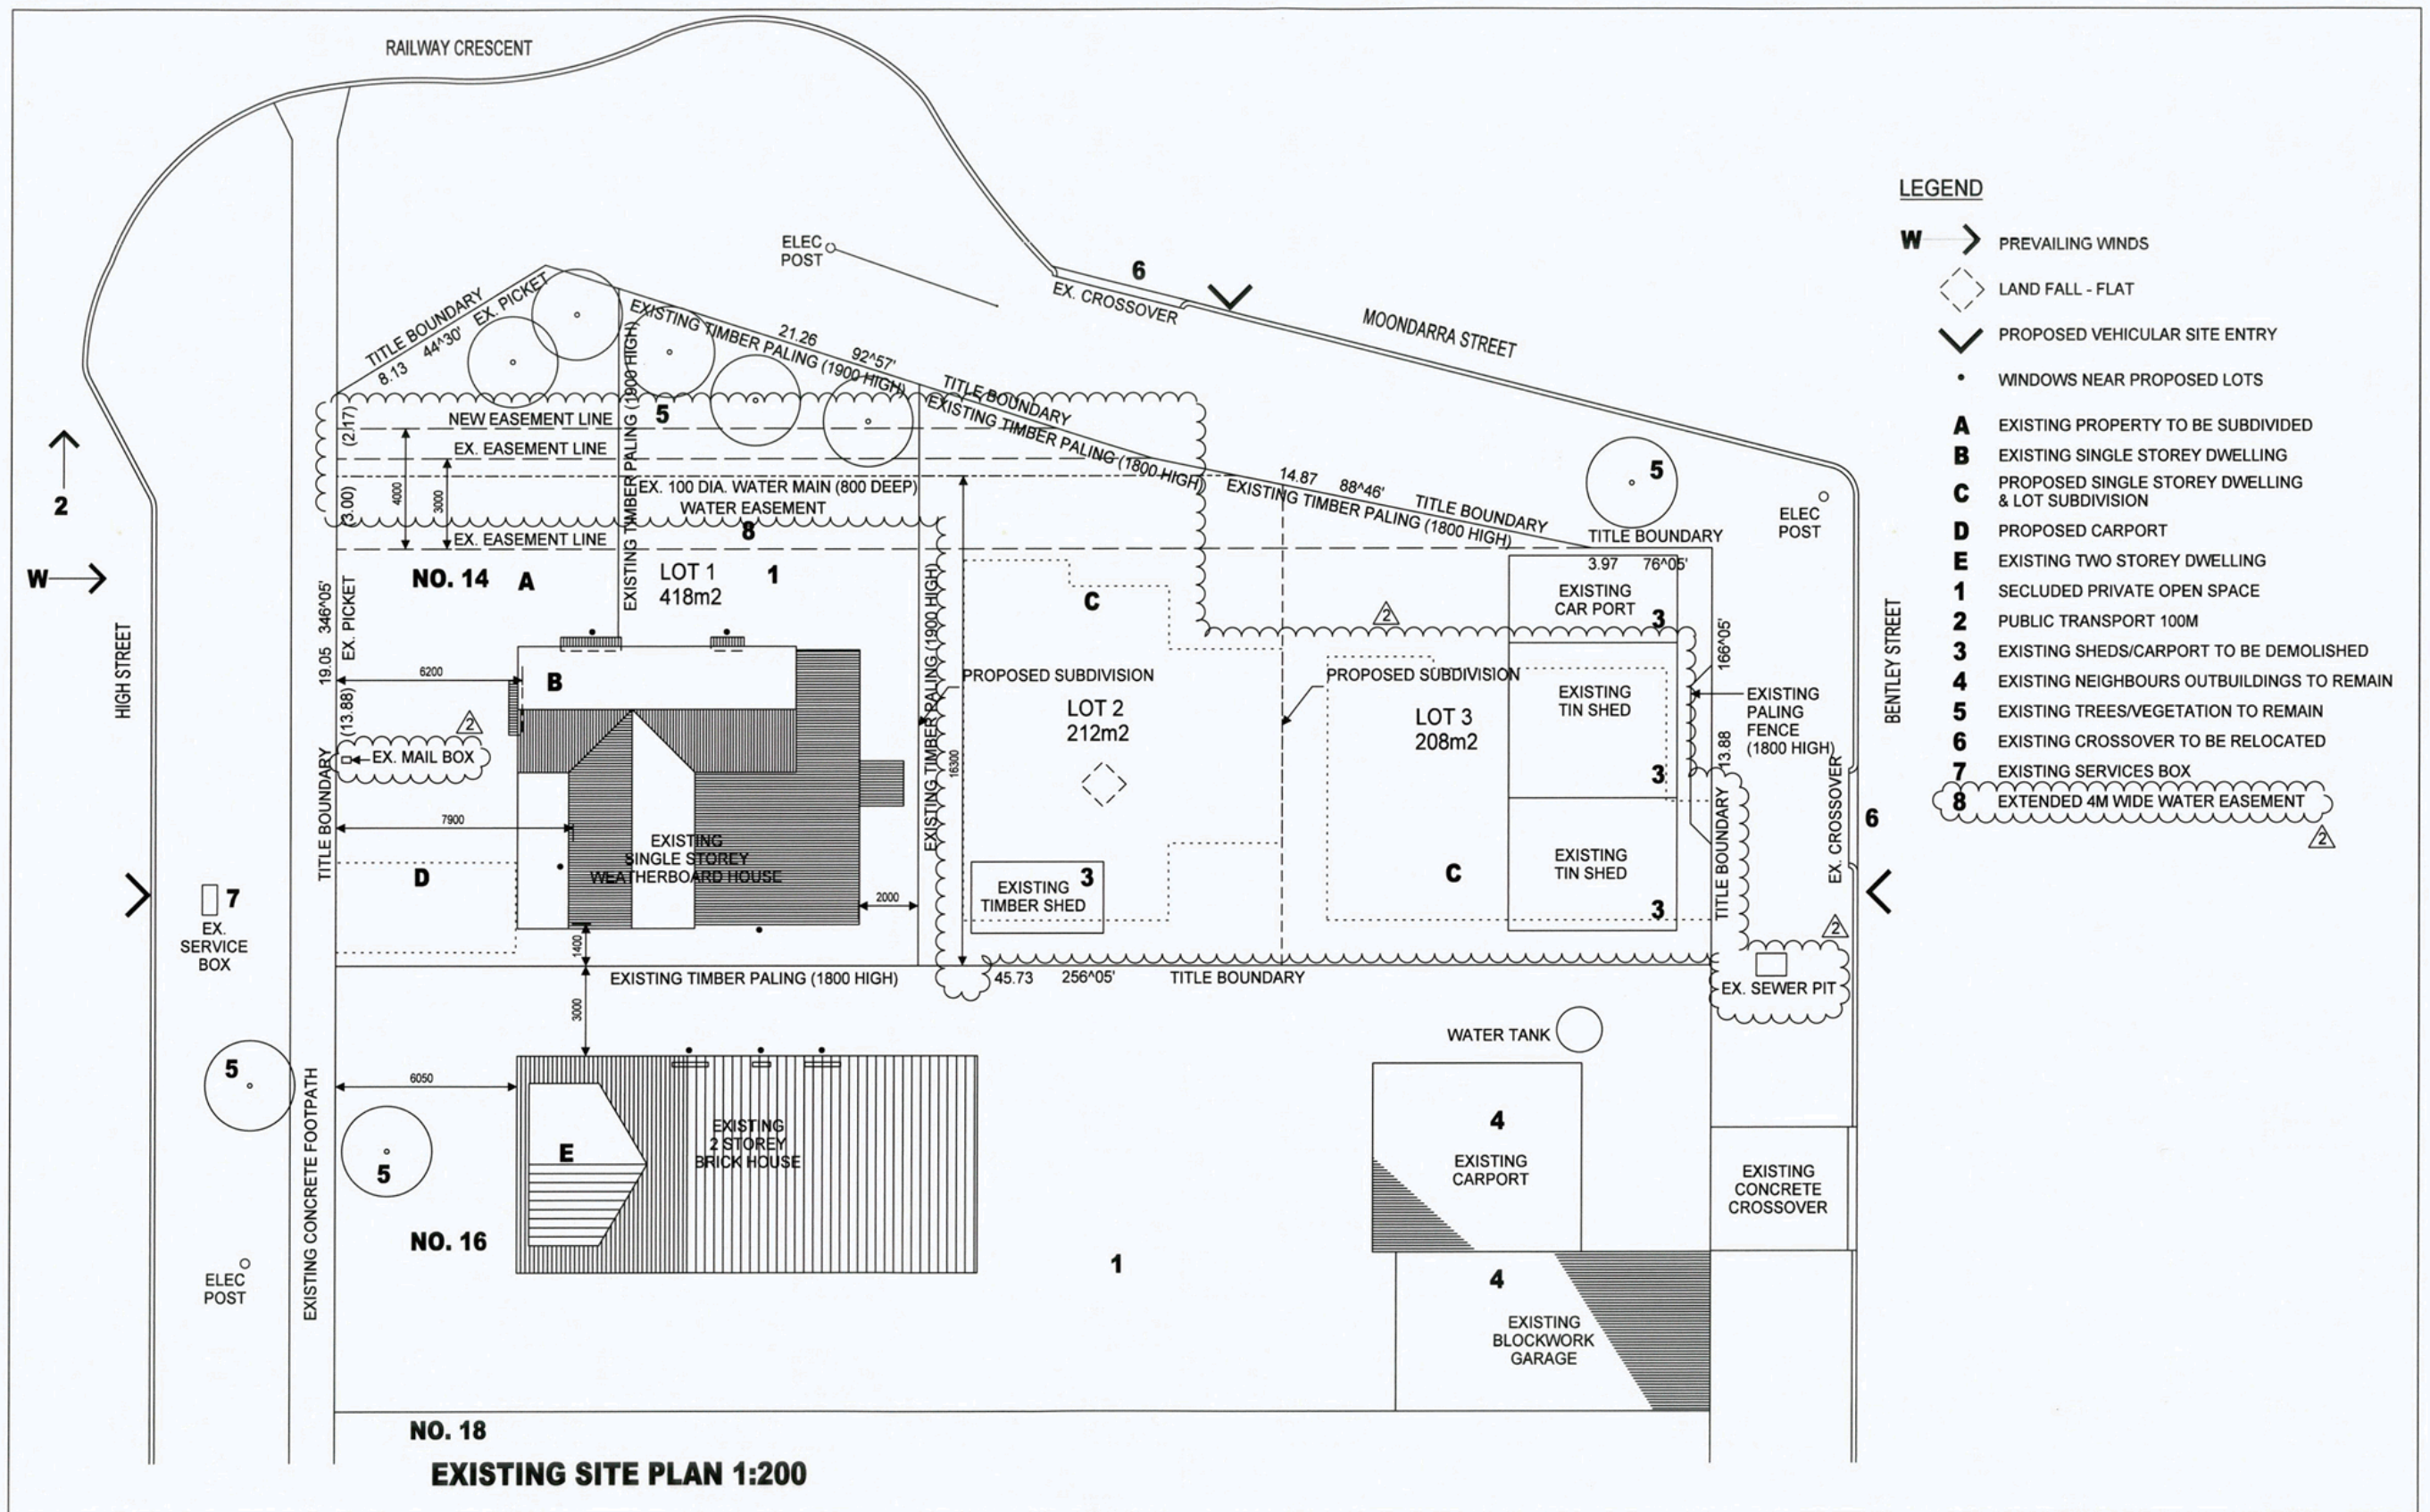 RAILWAY CRESCENT
ELEC
POST
6
EX. CROSSOVER
MOONDARRA STREET
TITLE BOUNDARY
8.13 44^30' EX. PICKET
EXISTING TIMBER PALING (1900 HIGH)
21.26 92^57'
EXISTING TIMBER PALING (1900 HIGH)
TITLE BOUNDARY
EXISTING TIMBER PALING (1800 HIGH)
14.87 88^46' TITLE BOUNDARY
EXISTING TIMBER PALING (1800 HIGH)
5
ELEC
POST
TITLE BOUNDARY
3.97 76^05'
(2.17)
NEW EASEMENT LINE
5
EX. EASEMENT LINE
4000
3000
(3.00)
EX. 100 DIA. WATER MAIN (800 DEEP)
WATER EASEMENT
8
EX. EASEMENT LINE
2
W
HIGH STREET
NO. 14 A
LOT 1
418m2
1
19.05 346^05'
EX. PICKET
(13.88)
TITLE BOUNDARY
6200
B
2
EX. MAIL BOX
7900
D
EXISTING
SINGLE STOREY
WEATHERBOARD HOUSE
2000
1400
EXISTING TIMBER PALING (1900 HIGH)
16300
C
PROPOSED SUBDIVISION
LOT 2
212m2
EXISTING
TIMBER SHED
3
2
PROPOSED SUBDIVISION
LOT 3
208m2
C
EXISTING
CAR PORT
3
EXISTING
TIN SHED
3
EXISTING
TIN SHED
3
166^05'
13.88
TITLE BOUNDARY
EXISTING
PALING
FENCE
(1800 HIGH)
EX. CROSSOVER
6
BENTLEY STREET
7
EX.
SERVICE
BOX
EXISTING TIMBER PALING (1800 HIGH)
45.73 256^05' TITLE BOUNDARY
2
EX. SEWER PIT
3000
WATER TANK
5
6050
5
EXISTING CONCRETE FOOTPATH
E
EXISTING
2 STOREY
BRICK HOUSE
NO. 16
1
4
EXISTING
CARPORT
EXISTING
CONCRETE
CROSSOVER
4
EXISTING
BLOCKWORK
GARAGE
ELEC
POST
NO. 18
EXISTING SITE PLAN 1:200
LEGEND
W PREVAILING WINDS
LAND FALL - FLAT
PROPOSED VEHICULAR SITE ENTRY
WINDOWS NEAR PROPOSED LOTS
A EXISTING PROPERTY TO BE SUBDIVIDED
B EXISTING SINGLE STOREY DWELLING
C PROPOSED SINGLE STOREY DWELLING
& LOT SUBDIVISION
D PROPOSED CARPORT
E EXISTING TWO STOREY DWELLING
1 SECLUDED PRIVATE OPEN SPACE
2 PUBLIC TRANSPORT 100M
3 EXISTING SHEDS/CARPORT TO BE DEMOLISHED
4 EXISTING NEIGHBOURS OUTBUILDINGS TO REMAIN
5 EXISTING TREES/VEGETATION TO REMAIN
6 EXISTING CROSSOVER TO BE RELOCATED
7 EXISTING SERVICES BOX
8 EXTENDED 4M WIDE WATER EASEMENT
2